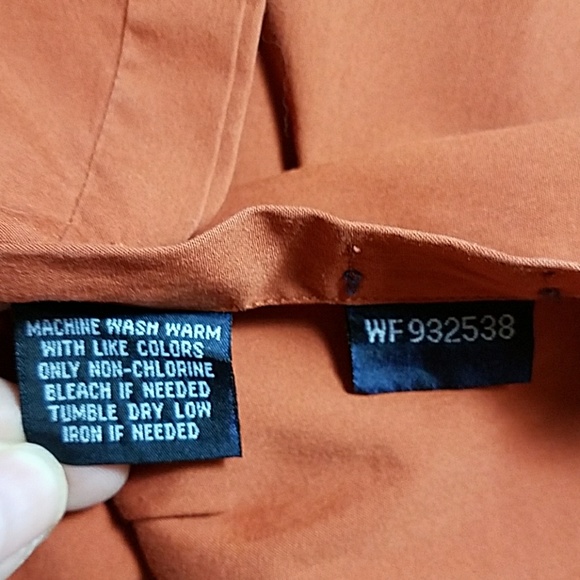 MACHINE WASH WARM
WITH LIKE COLORS
ONLY NON-CHLORINE
BLEACH IF NEEDED
TUMBLE DRY LOW
IRON IF NEEDED
WF932538